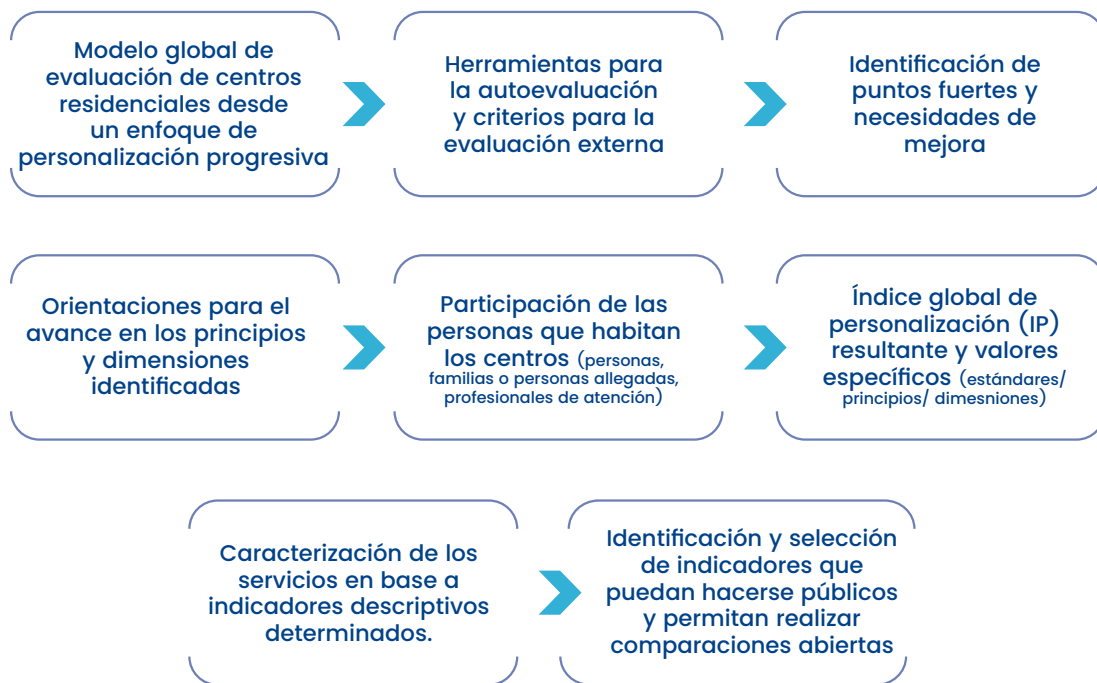 Modelo global de
evaluación de centros
residenciales desde
un enfoque de
personalización progresiva
Herramientas para
la autoevaluación
y criterios para la
evaluación externa
Identificación de
puntos fuertes y
necesidades de
mejora
Orientaciones para el
avance en los principios
y dimensiones
identificadas
Participación de las
personas que habitan
los centros (personas,
familias o personas allegadas,
profesionales de atención)
Índice global de
personalización (IP)
resultante y valores
específicos (estándares/
principios/ dimesniones)
Caracterización de los
servicios en base a
indicadores descriptivos
determinados.
Identificación y selección
de indicadores que
puedan hacerse públicos
y permitan realizar
comparaciones abiertas